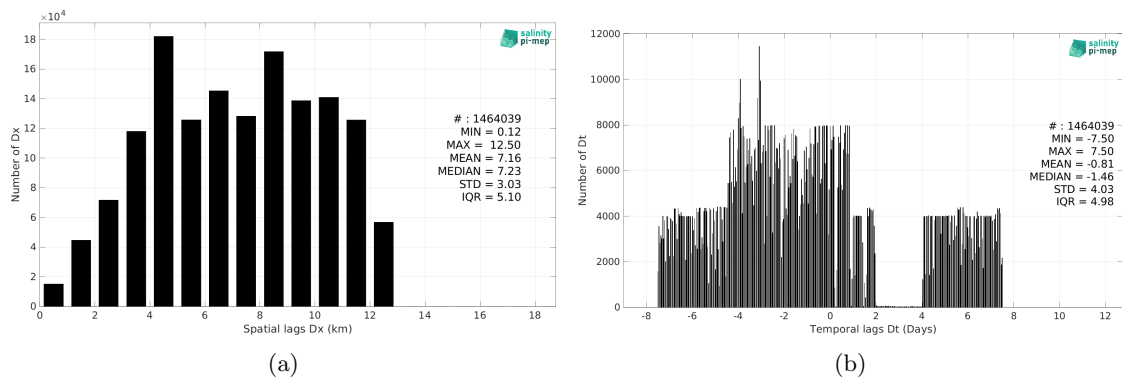 ×10⁴
18
16
14
12
10
8
6
4
2
0
Number of Dx
0 2 4 6 8 10 12 14 16 18
Spatial lags Dx (km)
salinity
pi-mep
# : 1464039
MIN = 0.12
MAX = 12.50
MEAN = 7.16
MEDIAN = 7.23
STD = 3.03
IQR = 5.10
(a)
12000
10000
8000
6000
4000
2000
0
Number of Dt
-8 -6 -4 -2 0 2 4 6 8 10 12
Temporal lags Dt (Days)
salinity
pi-mep
# : 1464039
MIN = -7.50
MAX = 7.50
MEAN = -0.81
MEDIAN = -1.46
STD = 4.03
IQR = 4.98
(b)